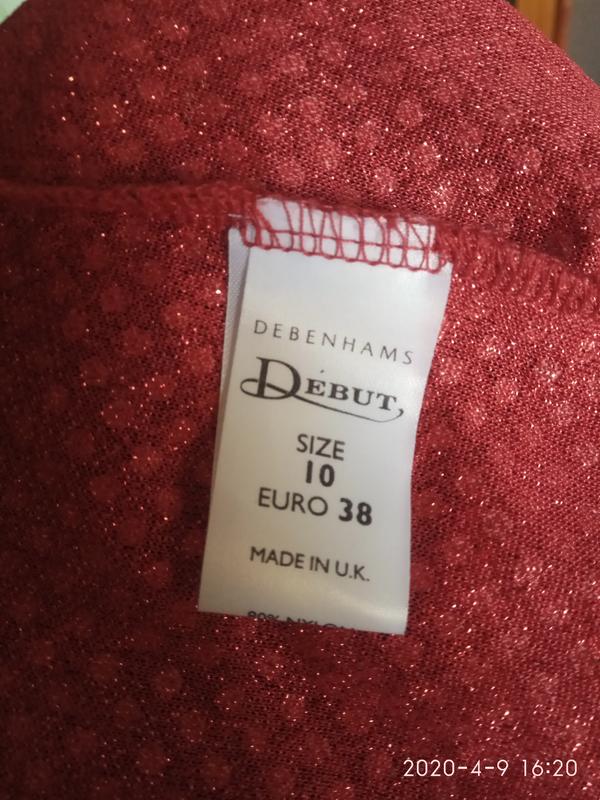 DEBENHAMS
DÉBUT
SIZE
10
EURO 38
MADE IN U.K.
2020-4-9 16:20